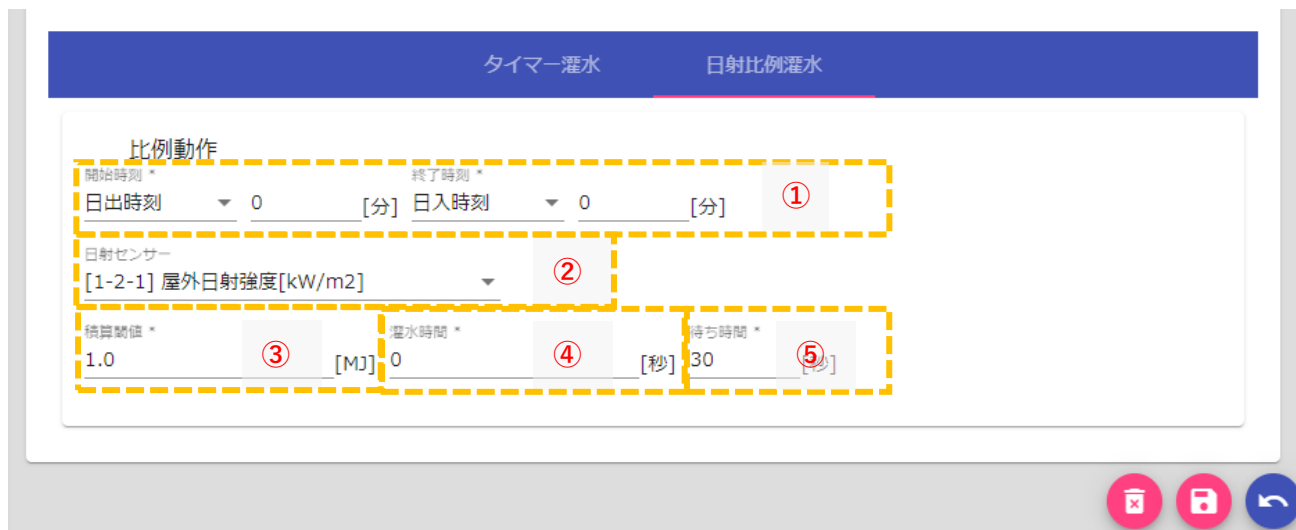 タイマー灌水 日射比例灌水
比例動作
開始時刻 * 終了時刻 *
日出時刻 0 [分] 日入時刻 0 [分] ①
日射センサー
[1-2-1] 屋外日射強度[kW/m2] ②
積算閾値 * 灌水時間 * 待ち時間 *
1.0 ③ [MJ] 0 ④ [秒] 30 ⑤ [秒]